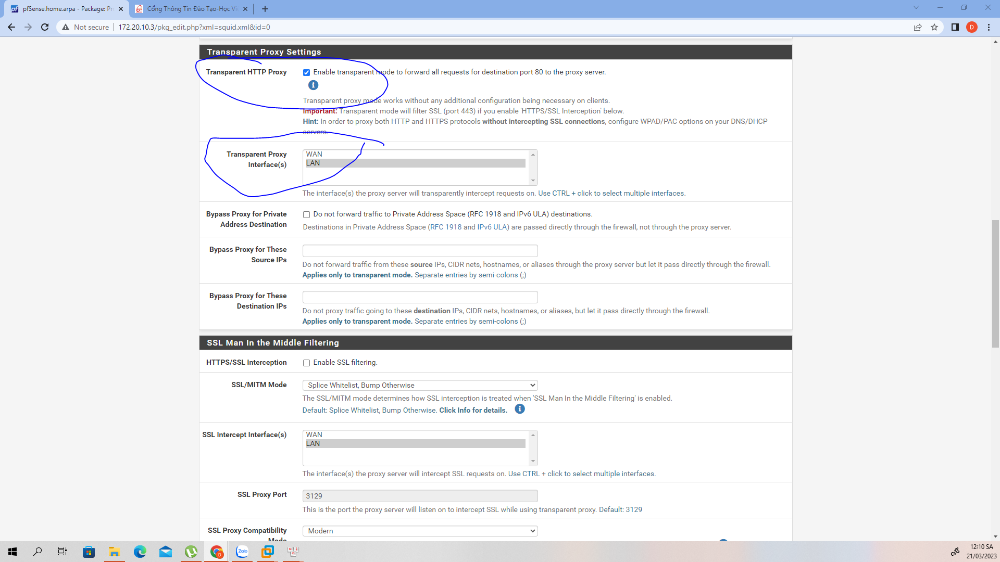 pfSense.home.arpa - Package: Pr
Cổng Thông Tin Đào Tạo-Học Vi
Not secure
172.20.10.3/pkg_edit.php?xml=squid.xml&id=0
D
Transparent Proxy Settings
Transparent HTTP Proxy
Enable transparent mode to forward all requests for destination port 80 to the proxy server.
Transparent proxy mode works without any additional configuration being necessary on clients.
Important: Transparent mode will filter SSL (port 443) if you enable 'HTTPS/SSL Interception' below.
Hint: In order to proxy both HTTP and HTTPS protocols without intercepting SSL connections, configure WPAD/PAC options on your DNS/DHCP
servers.
Transparent Proxy
Interface(s)
WAN
LAN
The interface(s) the proxy server will transparently intercept requests on. Use CTRL + click to select multiple interfaces.
Bypass Proxy for Private
Address Destination
Do not forward traffic to Private Address Space (RFC 1918 and IPv6 ULA) destinations.
Destinations in Private Address Space (RFC 1918 and IPv6 ULA) are passed directly through the firewall, not through the proxy server.
Bypass Proxy for These
Source IPs
Do not forward traffic from these source IPs, CIDR nets, hostnames, or aliases through the proxy server but let it pass directly through the firewall.
Applies only to transparent mode. Separate entries by semi-colons (;)
Bypass Proxy for These
Destination IPs
Do not proxy traffic going to these destination IPs, CIDR nets, hostnames, or aliases, but let it pass directly through the firewall.
Applies only to transparent mode. Separate entries by semi-colons (;)
SSL Man In the Middle Filtering
HTTPS/SSL Interception
Enable SSL filtering.
SSL/MITM Mode
Splice Whitelist, Bump Otherwise
The SSL/MITM mode determines how SSL interception is treated when 'SSL Man In the Middle Filtering' is enabled.
Default: Splice Whitelist, Bump Otherwise. Click Info for details.
SSL Intercept Interface(s)
WAN
LAN
The interface(s) the proxy server will intercept SSL requests on. Use CTRL + click to select multiple interfaces.
SSL Proxy Port
3129
This is the port the proxy server will listen on to intercept SSL while using transparent proxy. Default: 3129
SSL Proxy Compatibility
Mode
Modern
Zalo
12:10 SA
21/03/2023